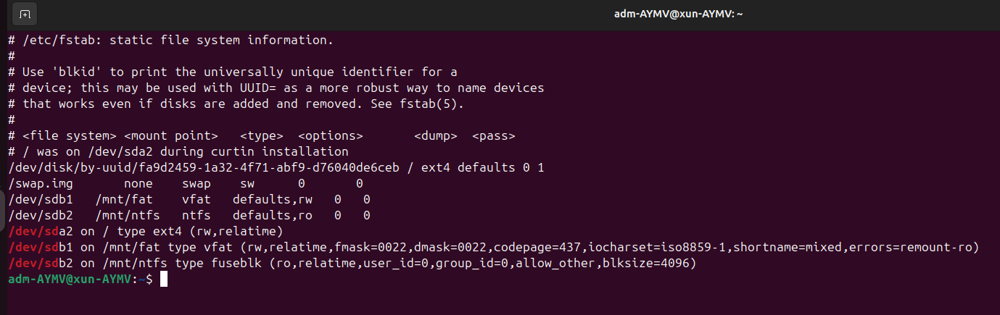 adm-AYMV@xun-AYMV: ~
# /etc/fstab: static file system information.
#
# Use 'blkid' to print the universally unique identifier for a
# device; this may be used with UUID= as a more robust way to name devices
# that works even if disks are added and removed. See fstab(5).
#
# <file system> <mount point>   <type>  <options>       <dump>  <pass>
# / was on /dev/sda2 during curtin installation
/dev/disk/by-uuid/fa9d2459-1a32-4f71-abf9-d76040de6ceb / ext4 defaults 0 1
/swap.img       none    swap    sw      0       0
/dev/sdb1   /mnt/fat    vfat   defaults,rw   0   0
/dev/sdb2   /mnt/ntfs   ntfs   defaults,ro   0   0
/dev/sda2 on / type ext4 (rw,relatime)
/dev/sdb1 on /mnt/fat type vfat (rw,relatime,fmask=0022,dmask=0022,codepage=437,iocharset=iso8859-1,shortname=mixed,errors=remount-ro)
/dev/sdb2 on /mnt/ntfs type fuseblk (ro,relatime,user_id=0,group_id=0,allow_other,blksize=4096)
adm-AYMV@xun-AYMV:~$